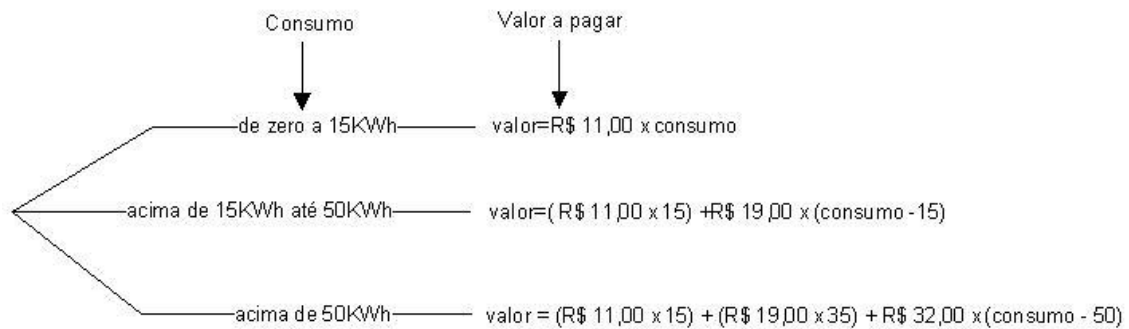 Consumo Valor a pagar
de zero a 15KWh valor=R$ 11,00 x consumo
acima de 15KWh até 50KWh valor=( R$ 11,00 x 15) +R$ 19,00 x (consumo -15)
acima de 50KWh valor = (R$ 11,00 x 15) + (R$ 19,00 x 35) + R$ 32,00 x (consumo - 50)